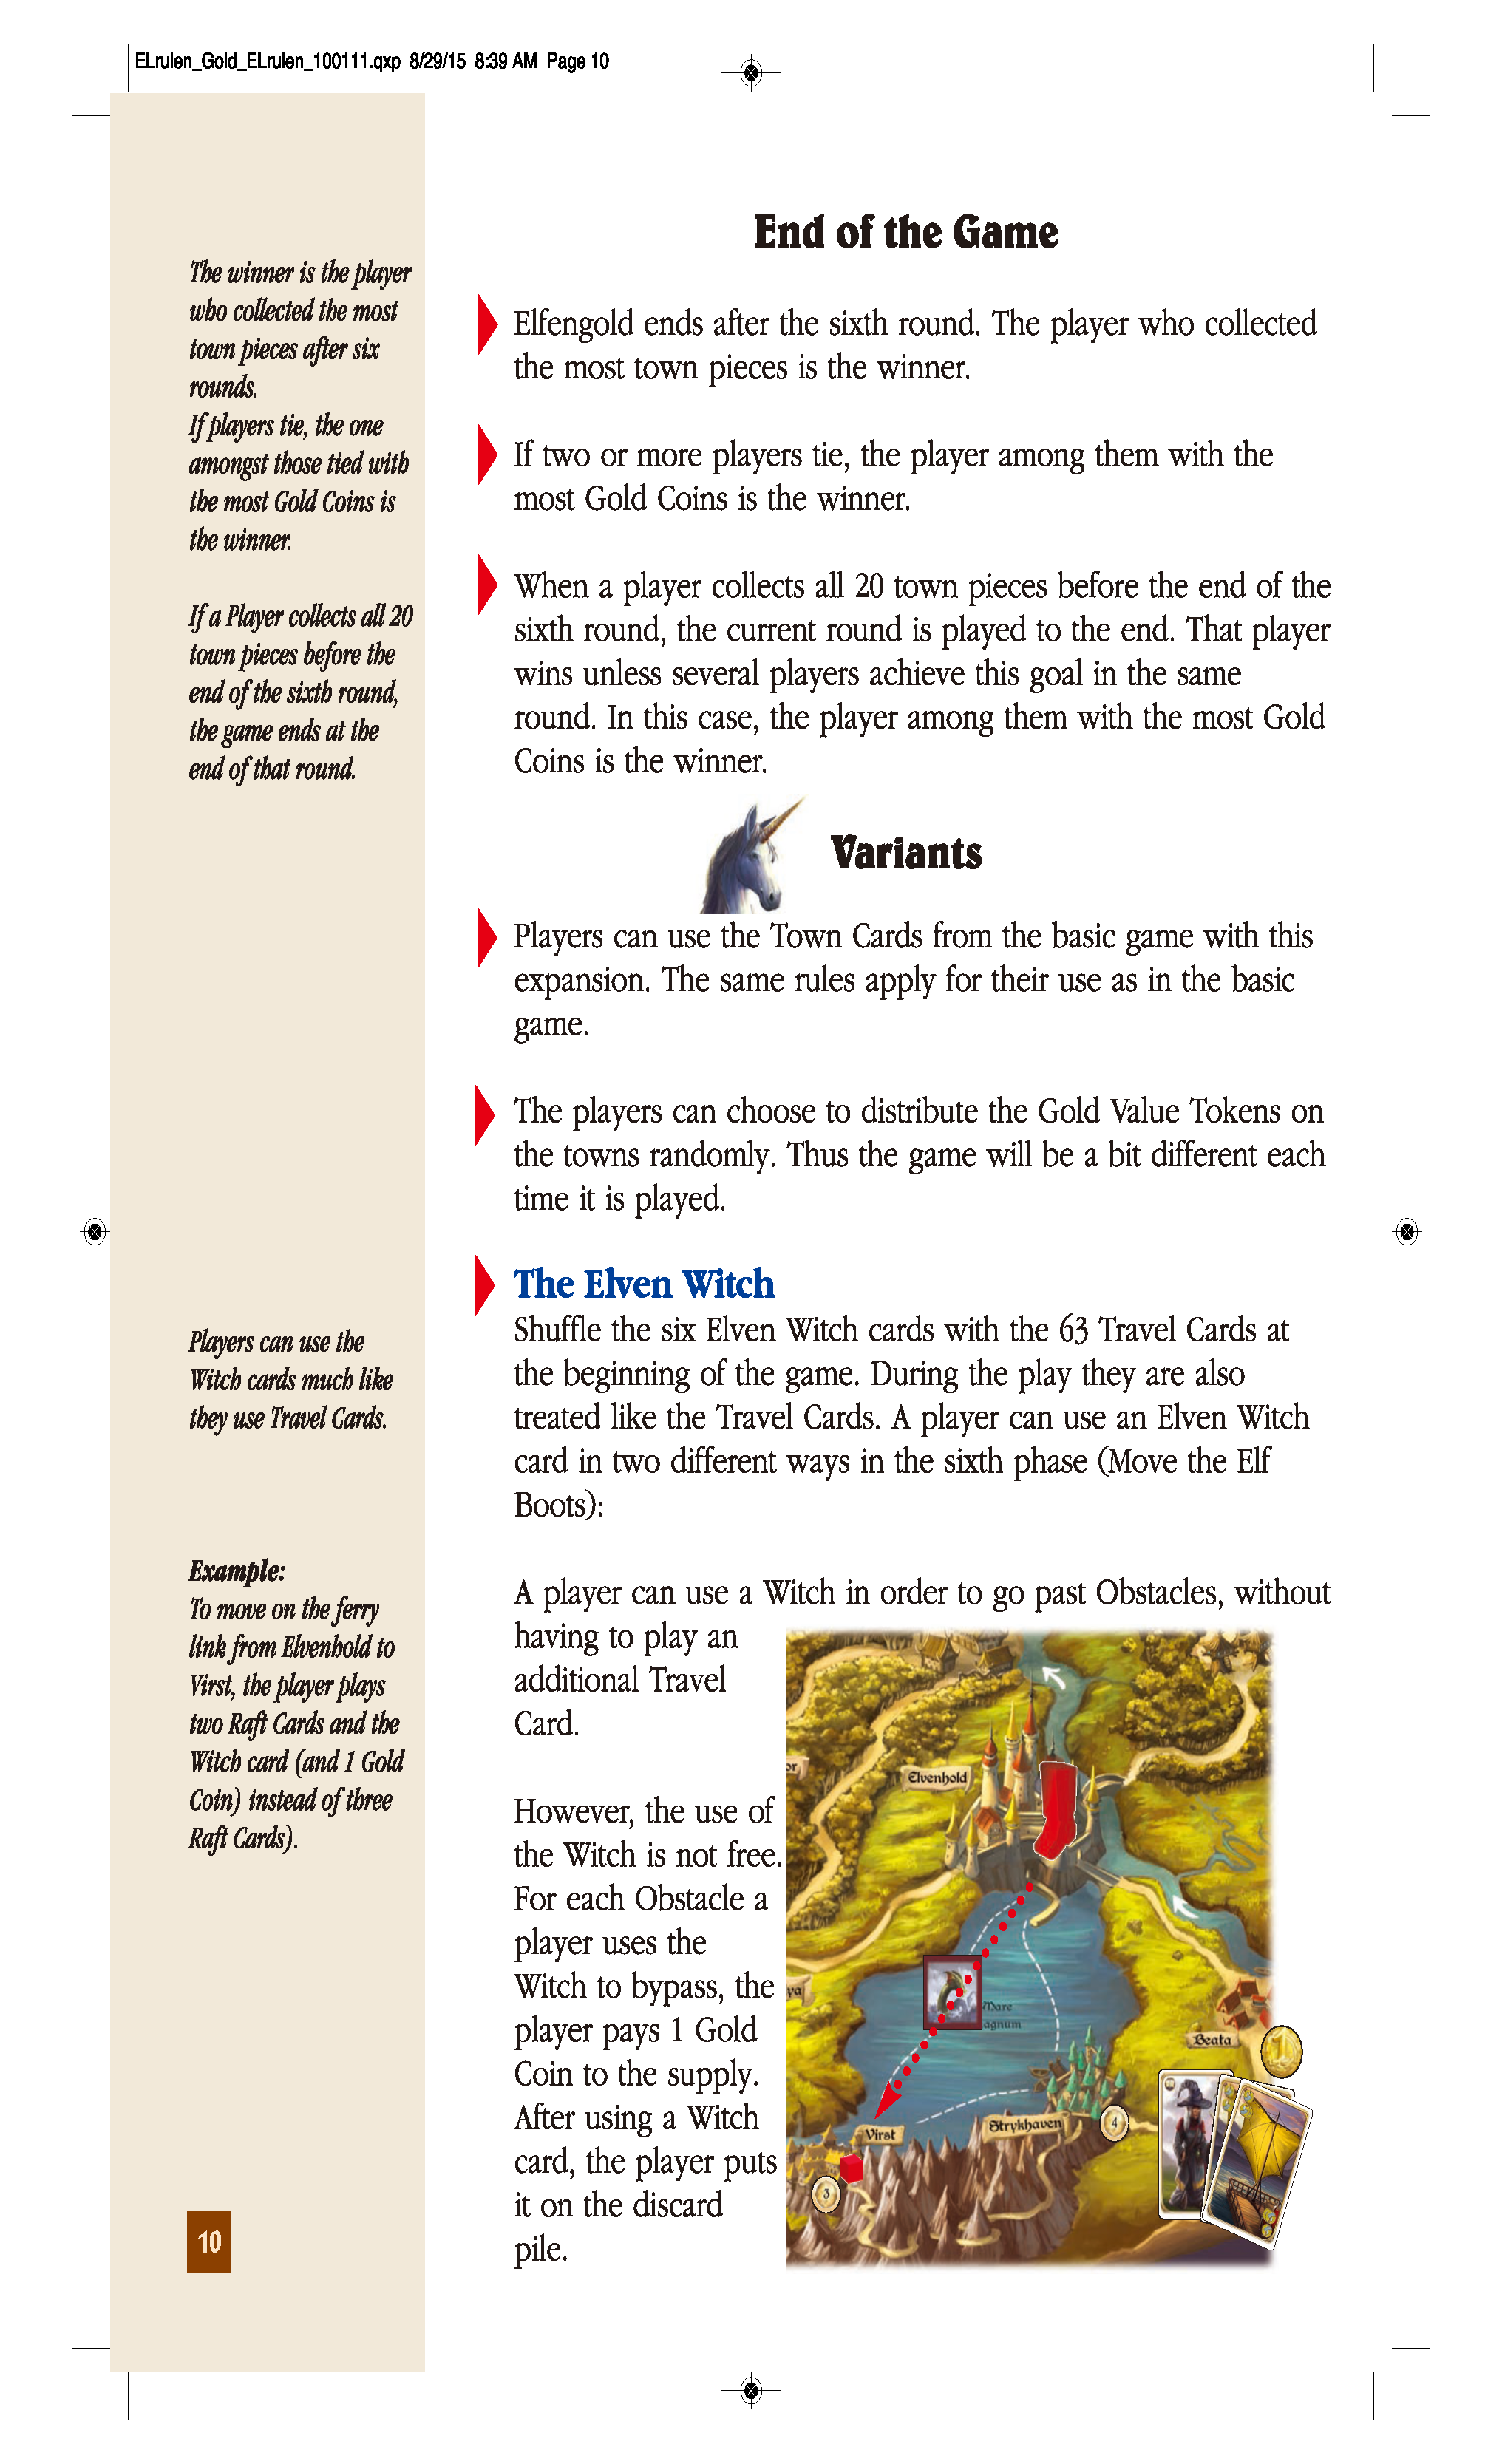 ELrulen_Gold_ELrulen_100111.qxp 8/29/15 8:39 AM Page 10
The winner is the player
who collected the most
town pieces after six
rounds.
If players tie, the one
amongst those tied with
the most Gold Coins is
the winner.
If a Player collects all 20
town pieces before the
end of the sixth round,
the game ends at the
end of that round.
Players can use the
Witch cards much like
they use Travel Cards.
Example:
To move on the ferry
link from Elvenhold to
Virst, the player plays
two Raft Cards and the
Witch card (and 1 Gold
Coin) instead of three
Raft Cards).
10
End of the Game
Elfengold ends after the sixth round. The player who collected
the most town pieces is the winner.
If two or more players tie, the player among them with the
most Gold Coins is the winner.
When a player collects all 20 town pieces before the end of the
sixth round, the current round is played to the end. That player
wins unless several players achieve this goal in the same
round. In this case, the player among them with the most Gold
Coins is the winner.
Variants
Players can use the Town Cards from the basic game with this
expansion. The same rules apply for their use as in the basic
game.
The players can choose to distribute the Gold Value Tokens on
the towns randomly. Thus the game will be a bit different each
time it is played.
The Elven Witch
Shuffle the six Elven Witch cards with the 63 Travel Cards at
the beginning of the game. During the play they are also
treated like the Travel Cards. A player can use an Elven Witch
card in two different ways in the sixth phase (Move the Elf
Boots):
A player can use a Witch in order to go past Obstacles, without
having to play an
additional Travel
Card.
However, the use of
the Witch is not free.
For each Obstacle a
player uses the
Witch to bypass, the
player pays 1 Gold
Coin to the supply.
After using a Witch
card, the player puts
it on the discard
pile.
or
Elvenhold
ya
Mare
agnum
Beata
1
Strykhaven
4
Virst
3